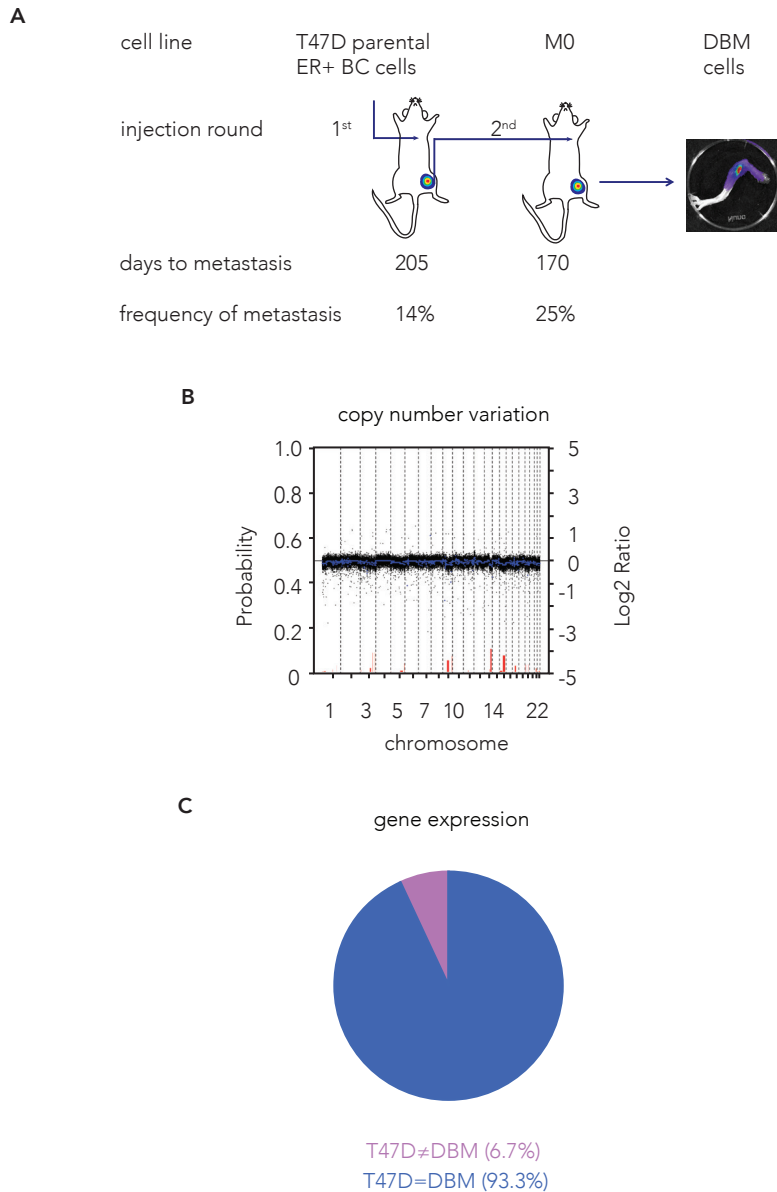 A
cell line
T47D parental
ER+ BC cells
M0
DBM
cells
injection round
1st
2nd
days to metastasis
205
170
frequency of metastasis
14%
25%
B
copy number variation
1.0
0.8
0.6
0.4
0.2
0
Probability
5
3
1
0
-1
-3
-5
Log2 Ratio
1 3 5 7 10 14 22
chromosome
C
gene expression
T47D≠DBM (6.7%)
T47D=DBM (93.3%)